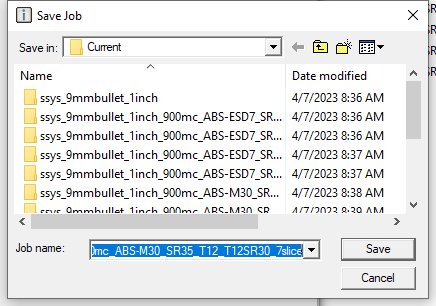 Save Job
Save in: Current
Name Date modified
ssys_9mmbullet_1inch 4/7/2023 8:36 AM
ssys_9mmbullet_1inch_900mc_ABS-ESD7_SR... 4/7/2023 8:36 AM
ssys_9mmbullet_1inch_900mc_ABS-ESD7_SR... 4/7/2023 8:36 AM
ssys_9mmbullet_1inch_900mc_ABS-ESD7_SR... 4/7/2023 8:37 AM
ssys_9mmbullet_1inch_900mc_ABS-ESD7_SR... 4/7/2023 8:37 AM
ssys_9mmbullet_1inch_900mc_ABS-M30_SR... 4/7/2023 8:38 AM
ssys_9mmbullet_1inch_900mc_ABS-M30_SR... 4/7/2023 8:39 AM
Job name: 0mc_ABS-M30_SR35_T12_T12SR30_7slice Save
Cancel